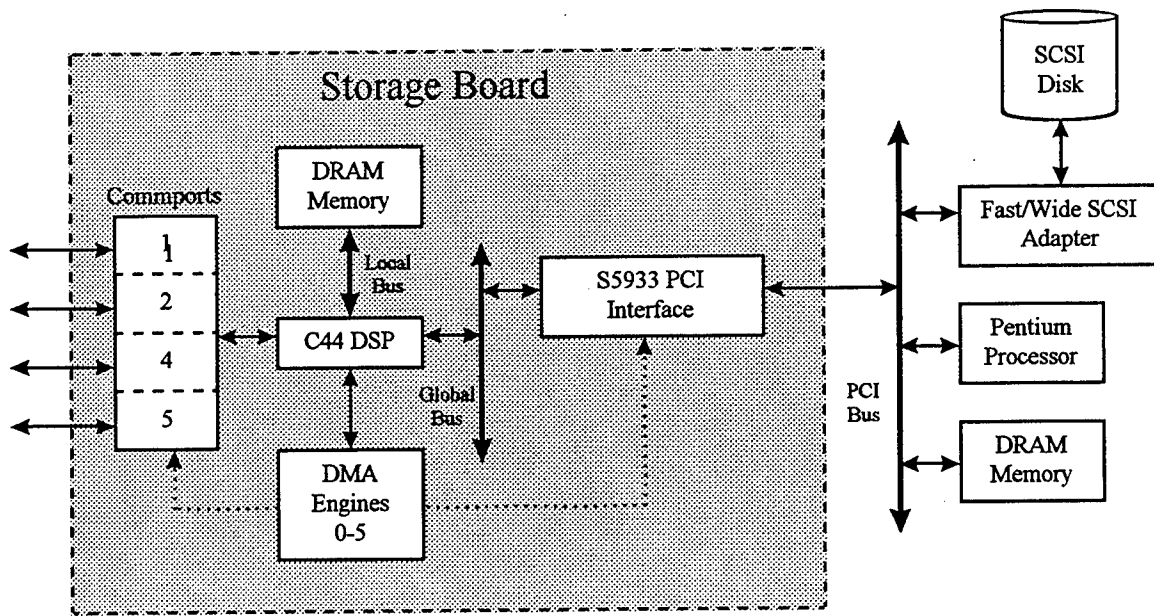 Storage Board
SCSI
Disk
DRAM
Memory
Commports
1
2
4
5
Local
Bus
C44 DSP
Global
Bus
DMA
Engines
0-5
S5933 PCI
Interface
PCI
Bus
Fast/Wide SCSI
Adapter
Pentium
Processor
DRAM
Memory